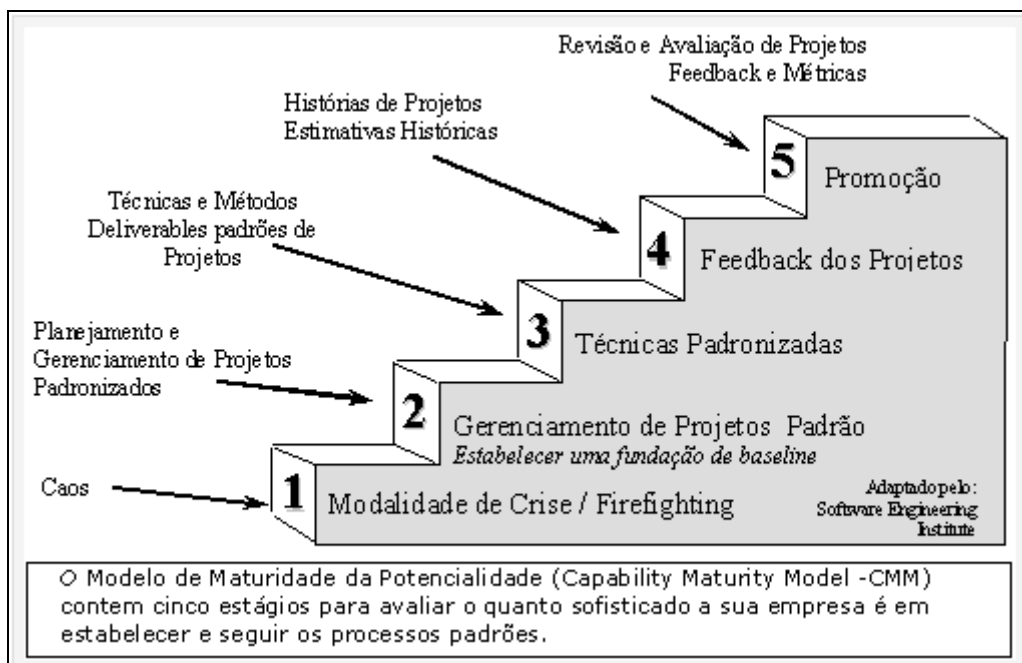 Revisão e Avaliação de Projetos
Feedback e Métricas
Histórias de Projetos
Estimativas Históricas
5
Promoção
Técnicas e Métodos
Deliverables padrões de
Projetos
4
Feedback dos Projetos
3
Técnicas Padronizadas
Planejamento e
Gerenciamento de Projetos
Padronizados
2
Gerenciamento de Projetos Padrão
Estabelecer uma fundação de baseline
Caos
1
Modalidade de Crise / Firefighting
Adaptado pelo:
Software Engineering
Institute
O Modelo de Maturidade da Potencialidade (Capability Maturity Model -CMM)
contem cinco estágios para avaliar o quanto sofisticado a sua empresa é em
estabelecer e seguir os processos padrões.